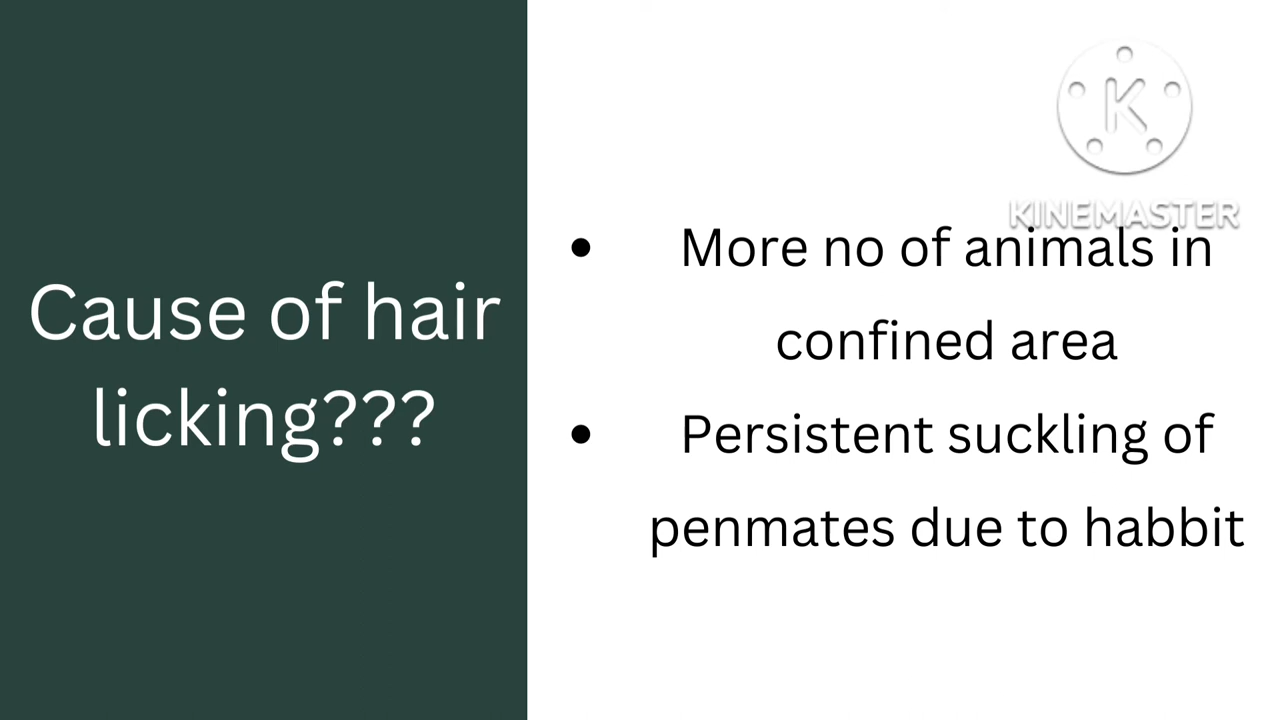 Cause of hair
licking???
K
KINEMASTER
• More no of animals in
confined area
• Persistent suckling of
penmates due to habbit